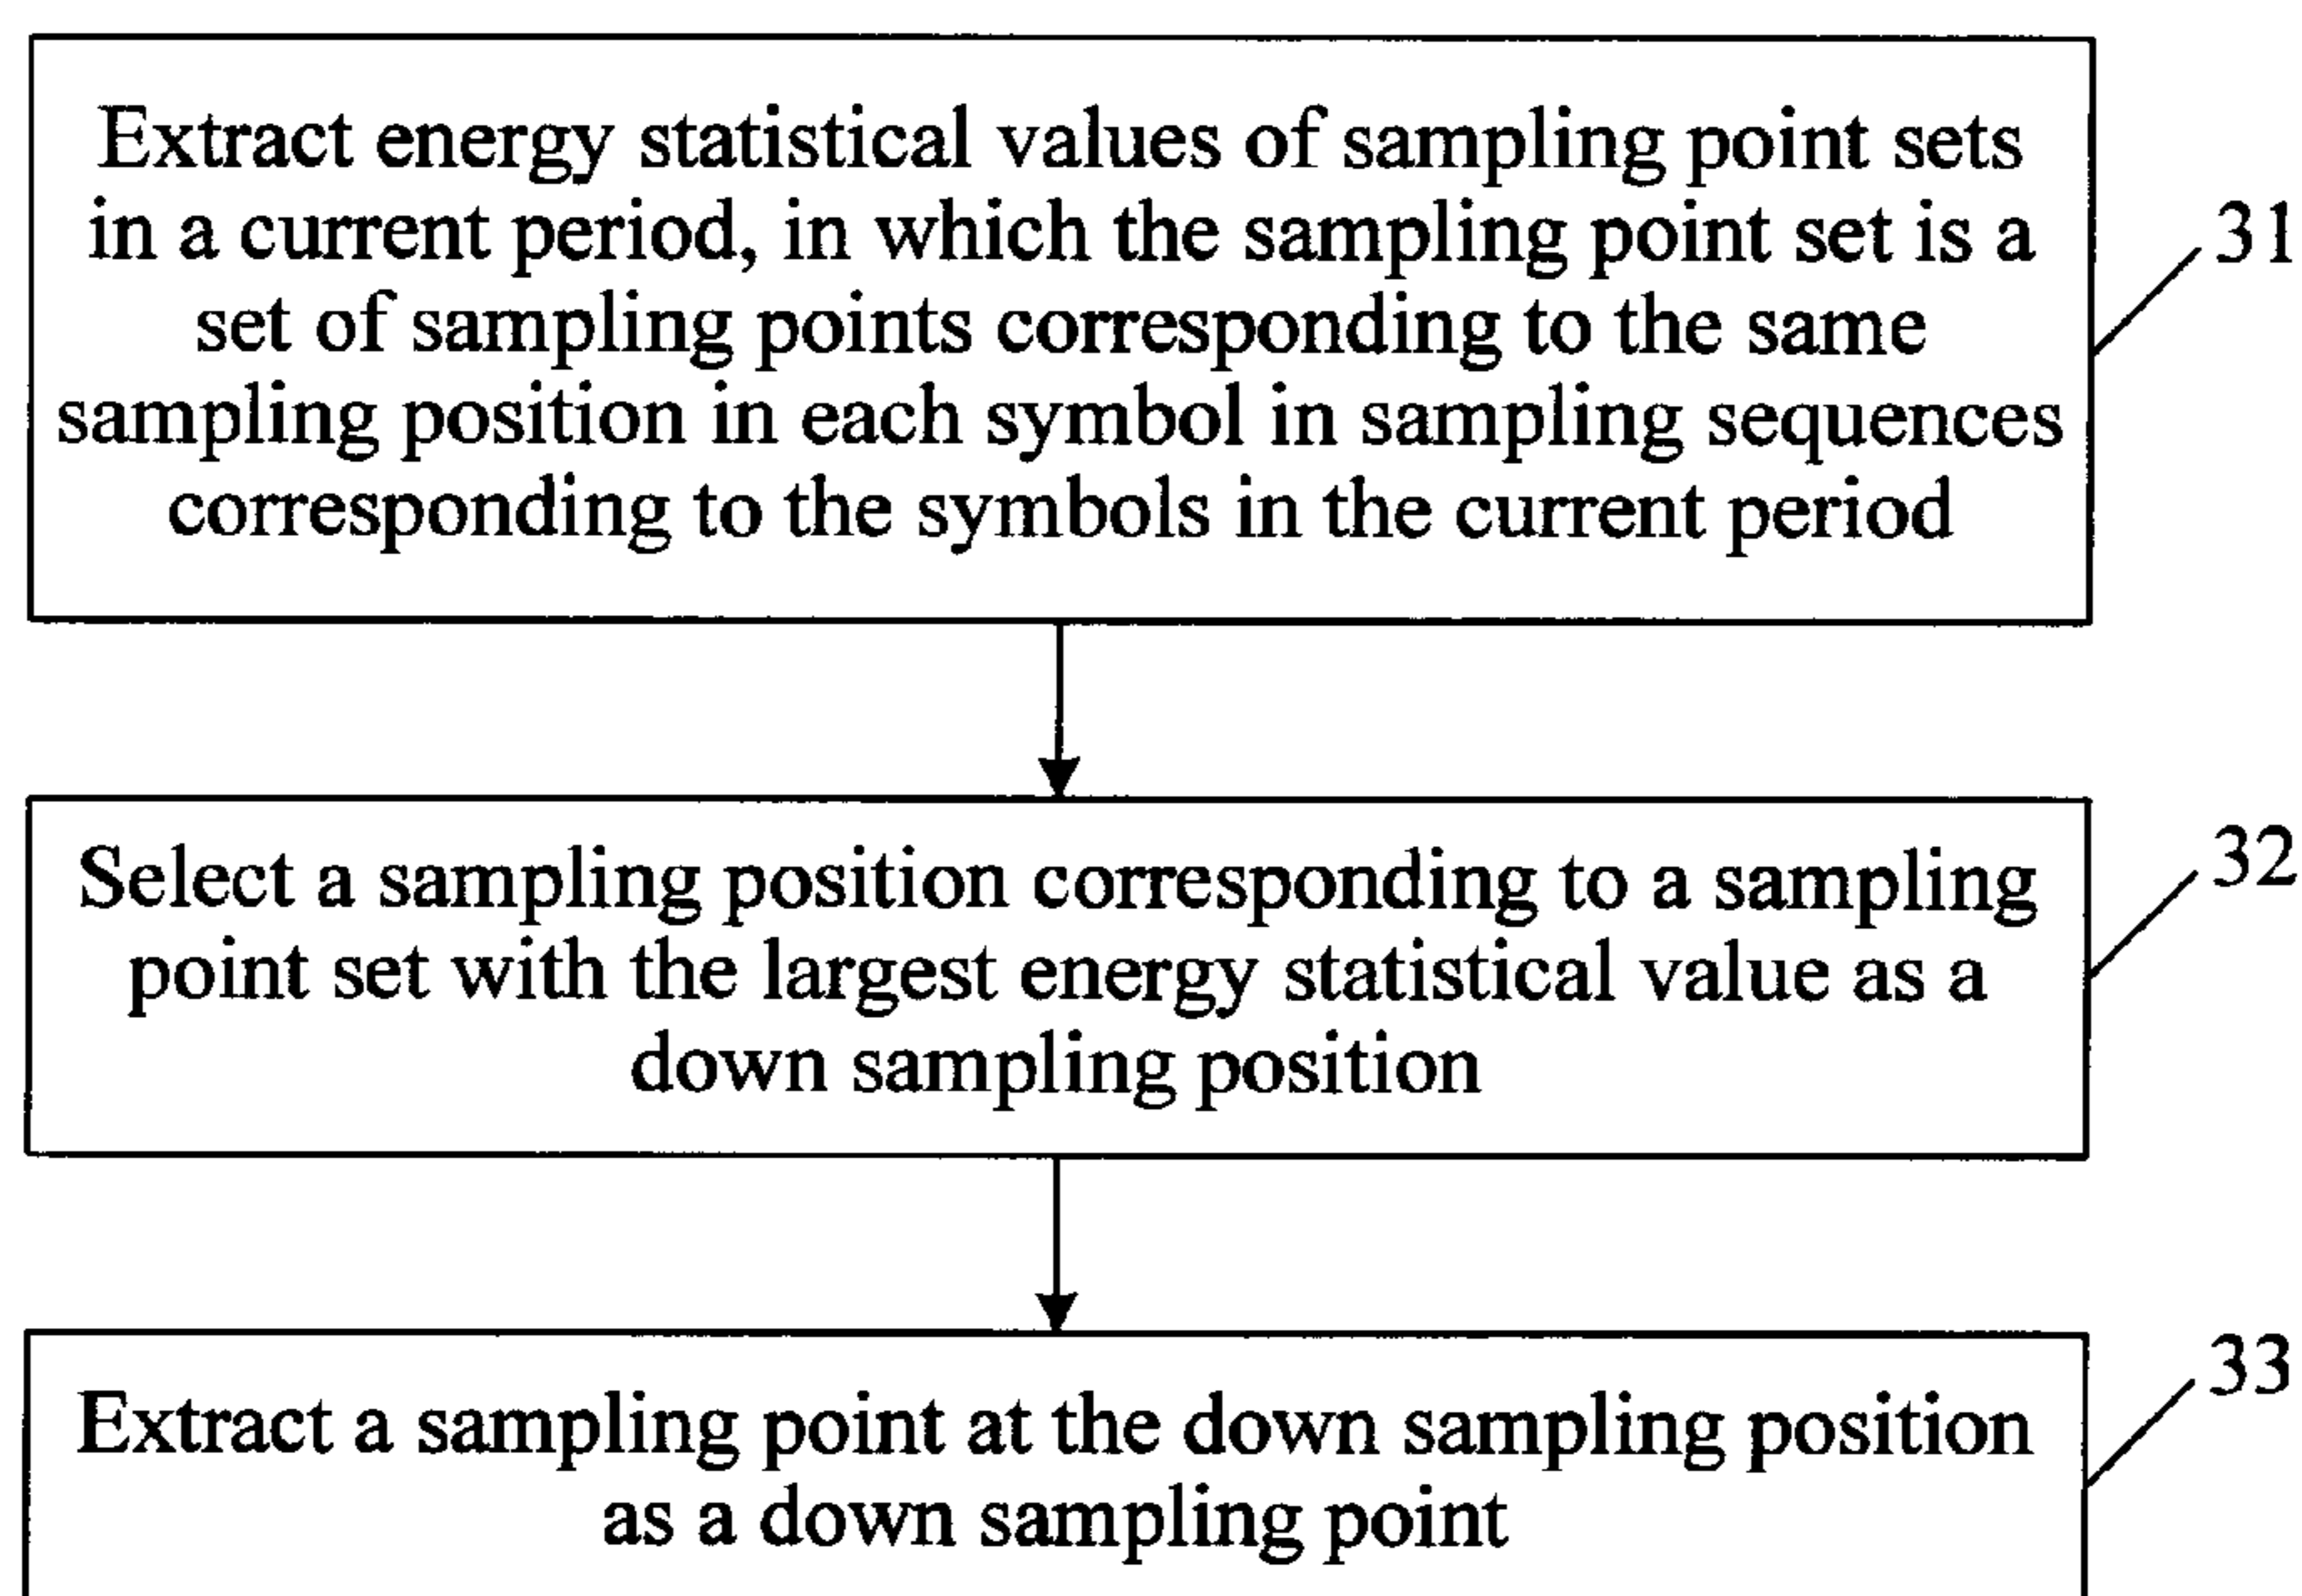 Extract energy statistical values of sampling point sets
in a current period, in which the sampling point set is a
set of sampling points corresponding to the same
sampling position in each symbol in sampling sequences
corresponding to the symbols in the current period
31
Select a sampling position corresponding to a sampling
point set with the largest energy statistical value as a
down sampling position
32
Extract a sampling point at the down sampling position
as a down sampling point
33